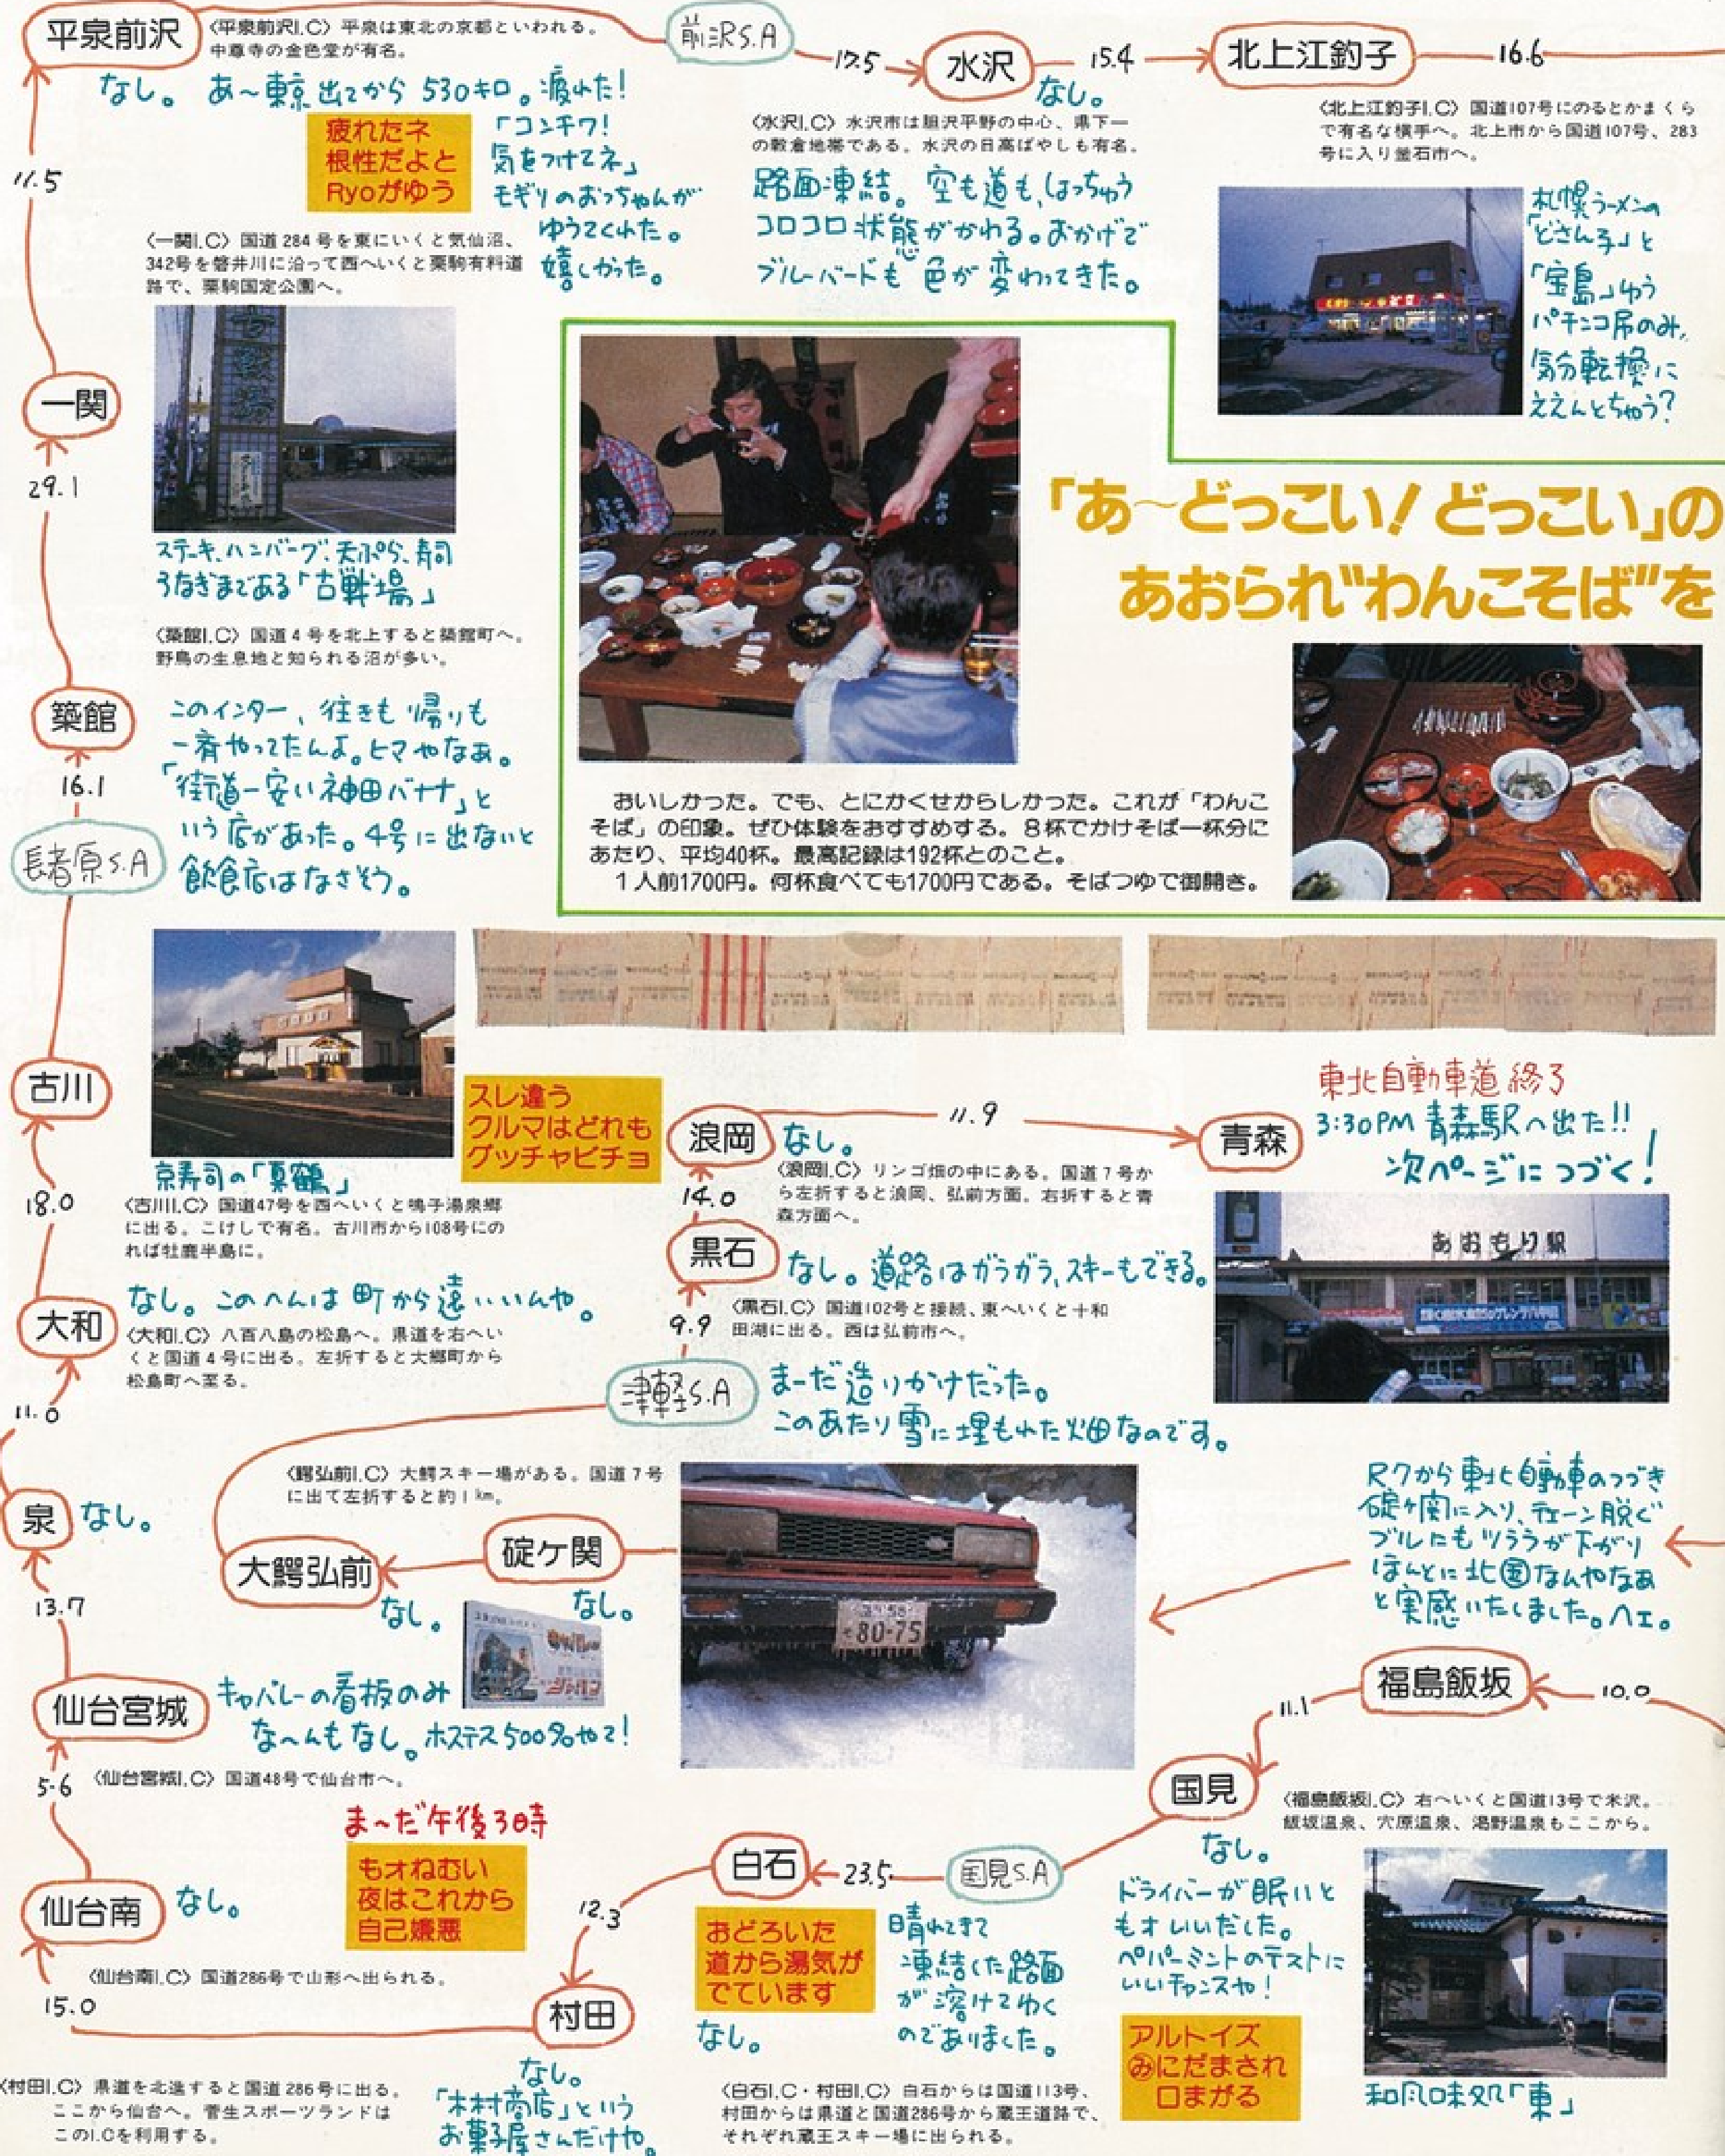 平泉前沢
〈平泉前沢I.C〉平泉は東北の京都といわれる。
中尊寺の金色堂が有名。
なし。 あ〜東京出てから530キロ。疲れた!
疲れたネ
根性だよと
Ryoがゆう
「コンチワ!
気をつけてネ」
モギリのおっちゃんが
ゆうてくれた。
嬉しかった。
前沢S.A
17.5
水沢
なし。
〈水沢I.C〉水沢市は胆沢平野の中心、県下一
の穀倉地帯である。水沢の日高ばやしも有名。
路面凍結。空も道も、しょっちゅう
コロコロ状態がかわる。おかげで
ブルーバードも色が変わってきた。
15.4
北上江釣子
16.6
〈北上江釣子I.C〉国道107号にのるとかまくら
で有名な横手へ。北上市から国道107号、283
号に入り釜石市へ。
札幌ラーメンの
「どさん子」と
「宝島」ゆう
パチンコ屋のみ。
気分転換に
ええんとちゃう?
11.5
〈一関I.C〉国道284号を東にいくと気仙沼、
342号を磐井川に沿って西へいくと栗駒有料道
路で、栗駒国定公園へ。
一関
古戦場
ステーキ、ハンバーグ、天ぷら、寿司
うなぎまである「古戦場」
29.1
〈築館I.C〉国道4号を北上すると築館町へ。
野鳥の生息地と知られる沼が多い。
築館
このインター、往きも帰りも
一斉やってたんよ。ヒマやなあ。
「街道一安い神田バナナ」と
いう店があった。4号に出ないと
飲食店はなさそう。
16.1
長者原S.A
「あ〜どっこい!どっこい」の
あおられ"わんこそば"を
おいしかった。でも、とにかくせからしかった。これが「わんこ
そば」の印象。ぜひ体験をおすすめする。8杯でかけそば一杯分に
あたり、平均40杯。最高記録は192杯とのこと。
1人前1700円。何杯食べても1700円である。そばつゆで御開き。
古川
京寿司の「真鶴」
〈古川I.C〉国道47号を西へいくと鳴子湯泉郷
に出る。こけしで有名。古川市から108号にの
れば牡鹿半島に。
18.0
スレ違う
クルマはどれも
グッチャビチョ
大和
なし。このへんは町から遠いいんや。
〈大和I.C〉八百八島の松島へ。県道を右へい
くと国道4号に出る。左折すると大郷町から
松島町へ至る。
11.0
浪岡
なし。
11.9
〈浪岡I.C〉リンゴ畑の中にある。国道7号か
ら左折すると浪岡、弘前方面。右折すると青
森方面へ。
14.0
青森
東北自動車道終了
3:30PM 青森駅へ出た!!
次ページにつづく!
あおもり駅
黒石
なし。道路はガラガラ、スキーもできる。
〈黒石I.C〉国道102号と接続、東へいくと十和
田湖に出る。西は弘前市へ。
9.9
津軽S.A
まーだ造りかけだった。
このあたり雪に埋もれた畑なのです。
泉
なし。
〈鰐弘前I.C〉大鰐スキー場がある。国道7号
に出て左折すると約1km。
大鰐弘前
なし。
碇ケ関
なし。
そ 80-75
尺7から東北自動車のつづき
碇ヶ関に入り、チェーン脱ぐ
ブルにもツララが下がり
ほんとに北国なんやなあ
と実感いたしました。ヘェ。
13.7
仙台宮城
キャバレーの看板のみ
な〜んもなし。ホステス500名やて!
5.6
〈仙台宮城I.C〉国道48号で仙台市へ。
ま〜だ午後3時
もオねむい
夜はこれから
自己嫌悪
仙台南
なし。
〈仙台南I.C〉国道286号で山形へ出られる。
15.0
福島飯坂
10.0
11.1
〈福島飯坂I.C〉右へいくと国道13号で米沢。
飯坂温泉、穴原温泉、湯野温泉もここから。
国見
なし。
ドライバーが眠いと
もオいいだした。
ペパーミントのテストに
いいチャンスや!
アルトイズ
みにだまされ
口まがる
和風味処「東」
国見S.A
晴れてきて
凍結した路面
が溶けてゆく
のでありました。
23.5
白石
おどろいた
道から湯気が
でています
なし。
〈白石I.C・村田I.C〉白石からは国道113号、
村田からは県道と国道286号から蔵王道路で、
それぞれ蔵王スキー場に出られる。
12.3
村田
なし。
「木村商店」という
お菓子屋さんだけや。
〈村田I.C〉県道を北進すると国道286号に出る。
ここから仙台へ。菅生スポーツランドは
このI.Cを利用する。